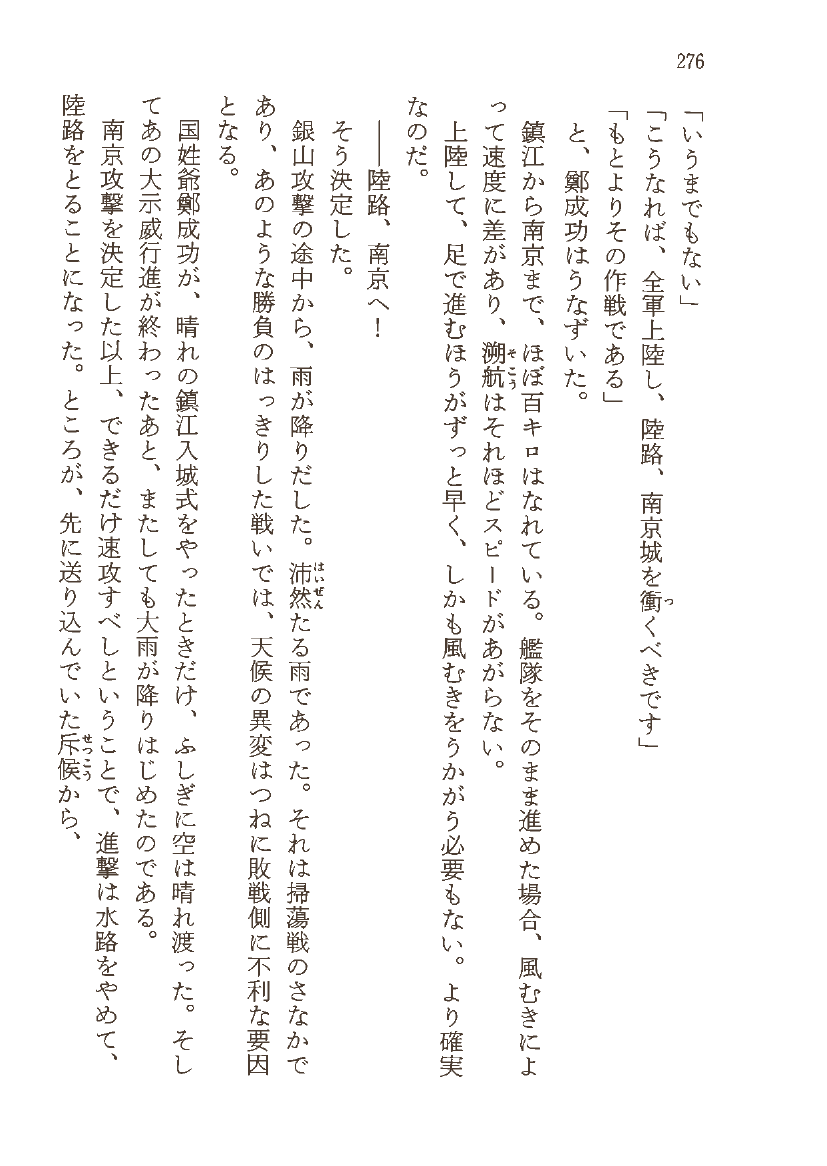 276
「いうまでもない」
「こうなれば、全軍上陸し、陸路、南京城を衝くべきです」
「もとよりその作戦である」
と、鄭成功はうなずいた。
鎮江から南京まで、ほぼ百キロはなれている。艦隊をそのまま進めた場合、風むきによ
って速度に差があり、溯航はそれほどスピードがあがらない。
上陸して、足で進むほうがずっと早く、しかも風むきをうかがう必要もない。より確実
なのだ。
――陸路、南京へ！
そう決定した。
銀山攻撃の途中から、雨が降りだした。沛然たる雨であった。それは掃蕩戦のさなかで
あり、あのような勝負のはっきりした戦いでは、天候の異変はつねに敗戦側に不利な要因
となる。
国姓爺鄭成功が、晴れの鎮江入城式をやったときだけ、ふしぎに空は晴れ渡った。そし
てあの大示威行進が終わったあと、またしても大雨が降りはじめたのである。
南京攻撃を決定した以上、できるだけ速攻すべしということで、進撃は水路をやめて、
陸路をとることになった。ところが、先に送り込んでいた斥候から、